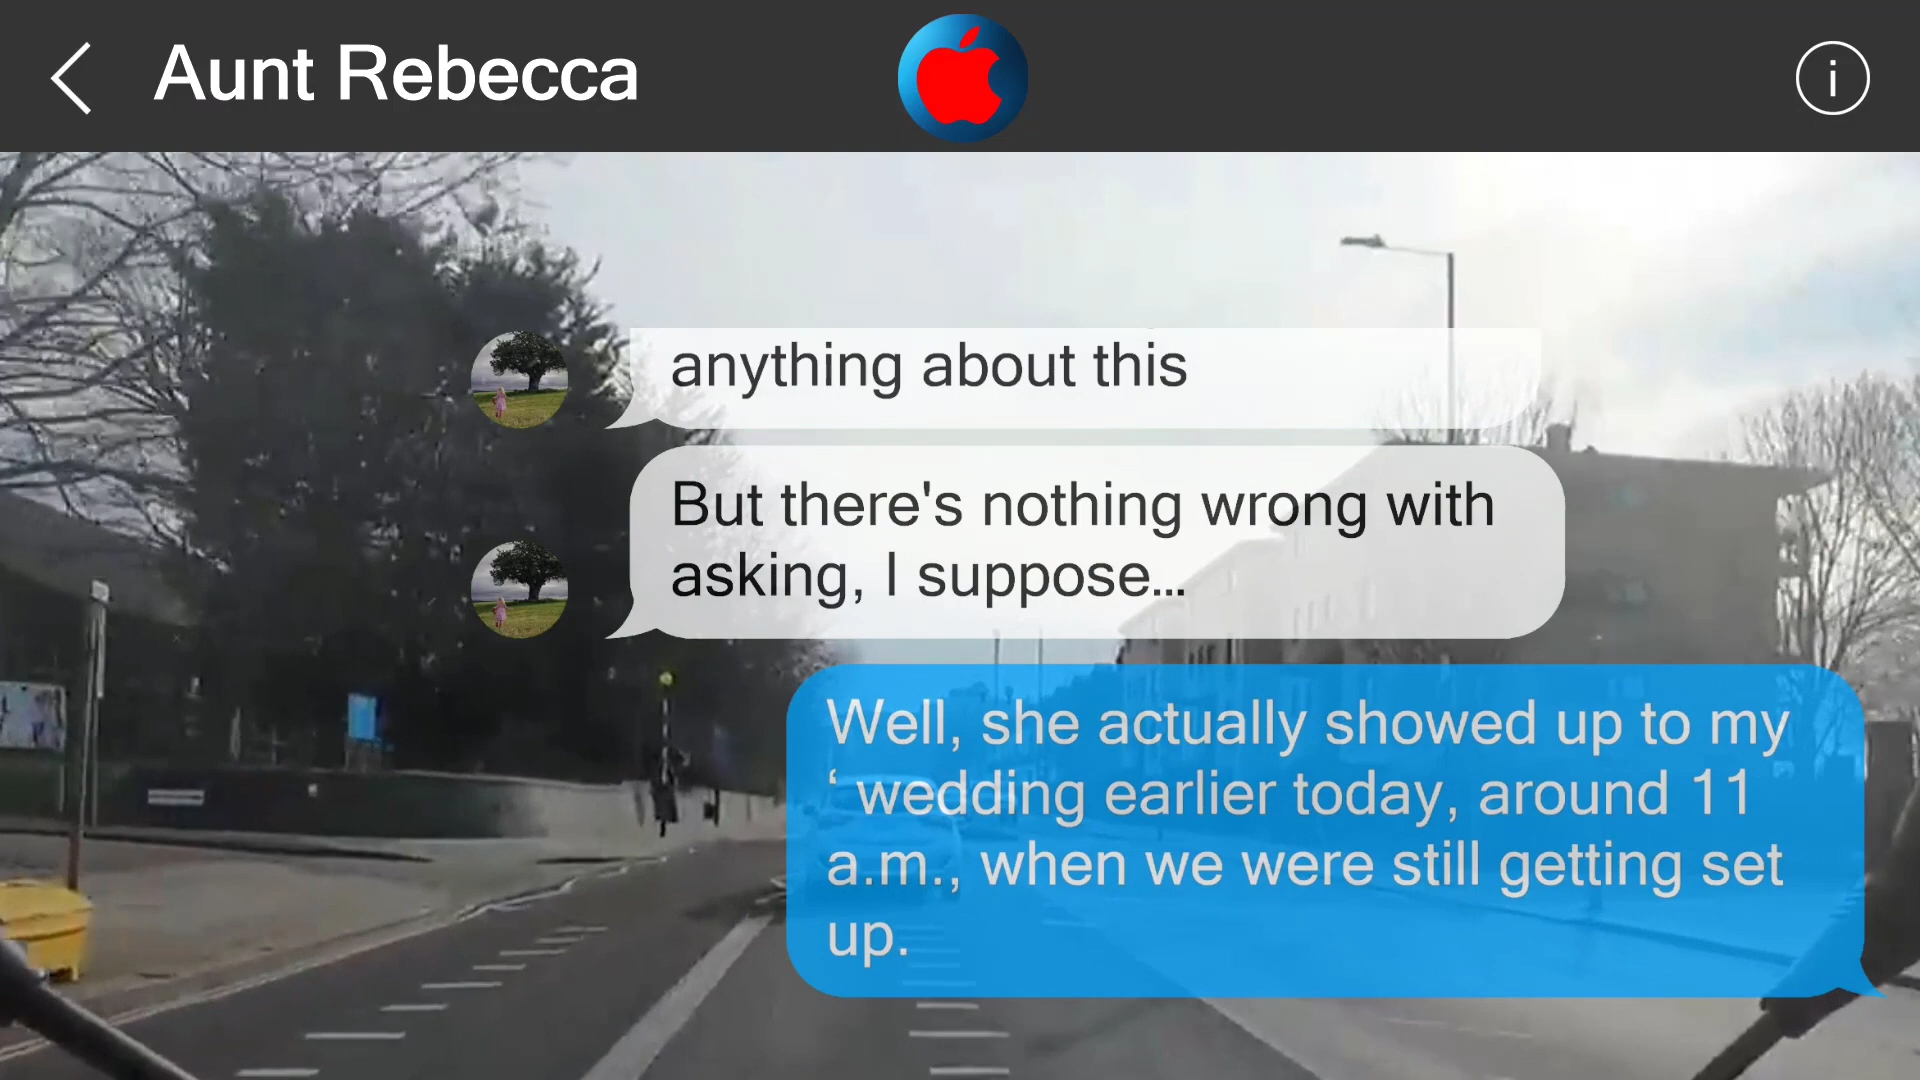 Aunt Rebecca
i
anything about this
But there's nothing wrong with
asking, I suppose...
Well, she actually showed up to my
‘ wedding earlier today, around 11
a.m., when we were still getting set
up.